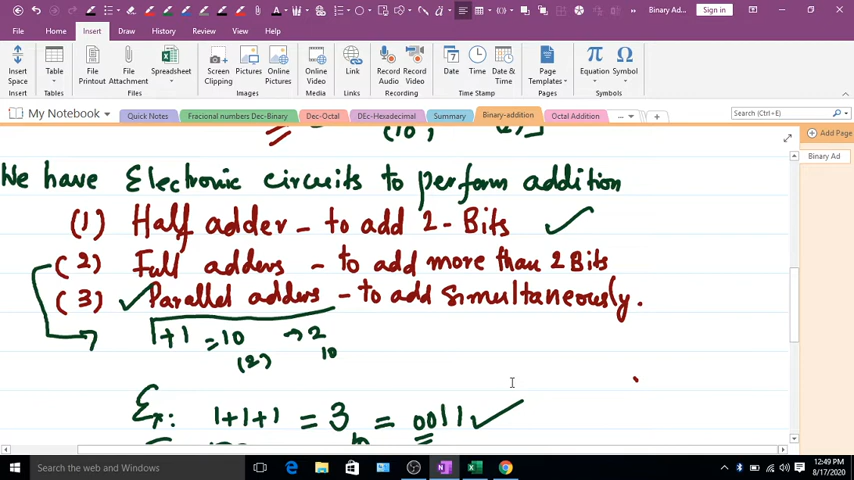 Binary Ad... Sign in
File Home Insert Draw History Review View Help
Insert Space Table File Printout File Attachment Spreadsheet Screen Clipping Pictures Online Pictures Online Video Link Record Audio Record Video Date Time Date & Time Page Templates Equation Symbol
Insert Tables Files Images Media Links Recording Time Stamp Pages Symbols
My Notebook Quick Notes Fractional numbers Dec-Binary Dec-Octal DEc-Hexadecimal Summary Binary-addition Octal Addition ... + Search (Ctrl+E)
Add Page
Binary Ad
We have Electronic circuits to perform addition
(1) Half adder - to add 2-Bits ✓
(2) Full adders - to add more than 2 Bits
(3) ✓ Parallel adders - to add simultaneously.
1+1 = 10 → 2
(2) 10
Ex: 1+1+1 = 3 = 0011 ✓
Type here to search
12:49 PM
8/17/2020